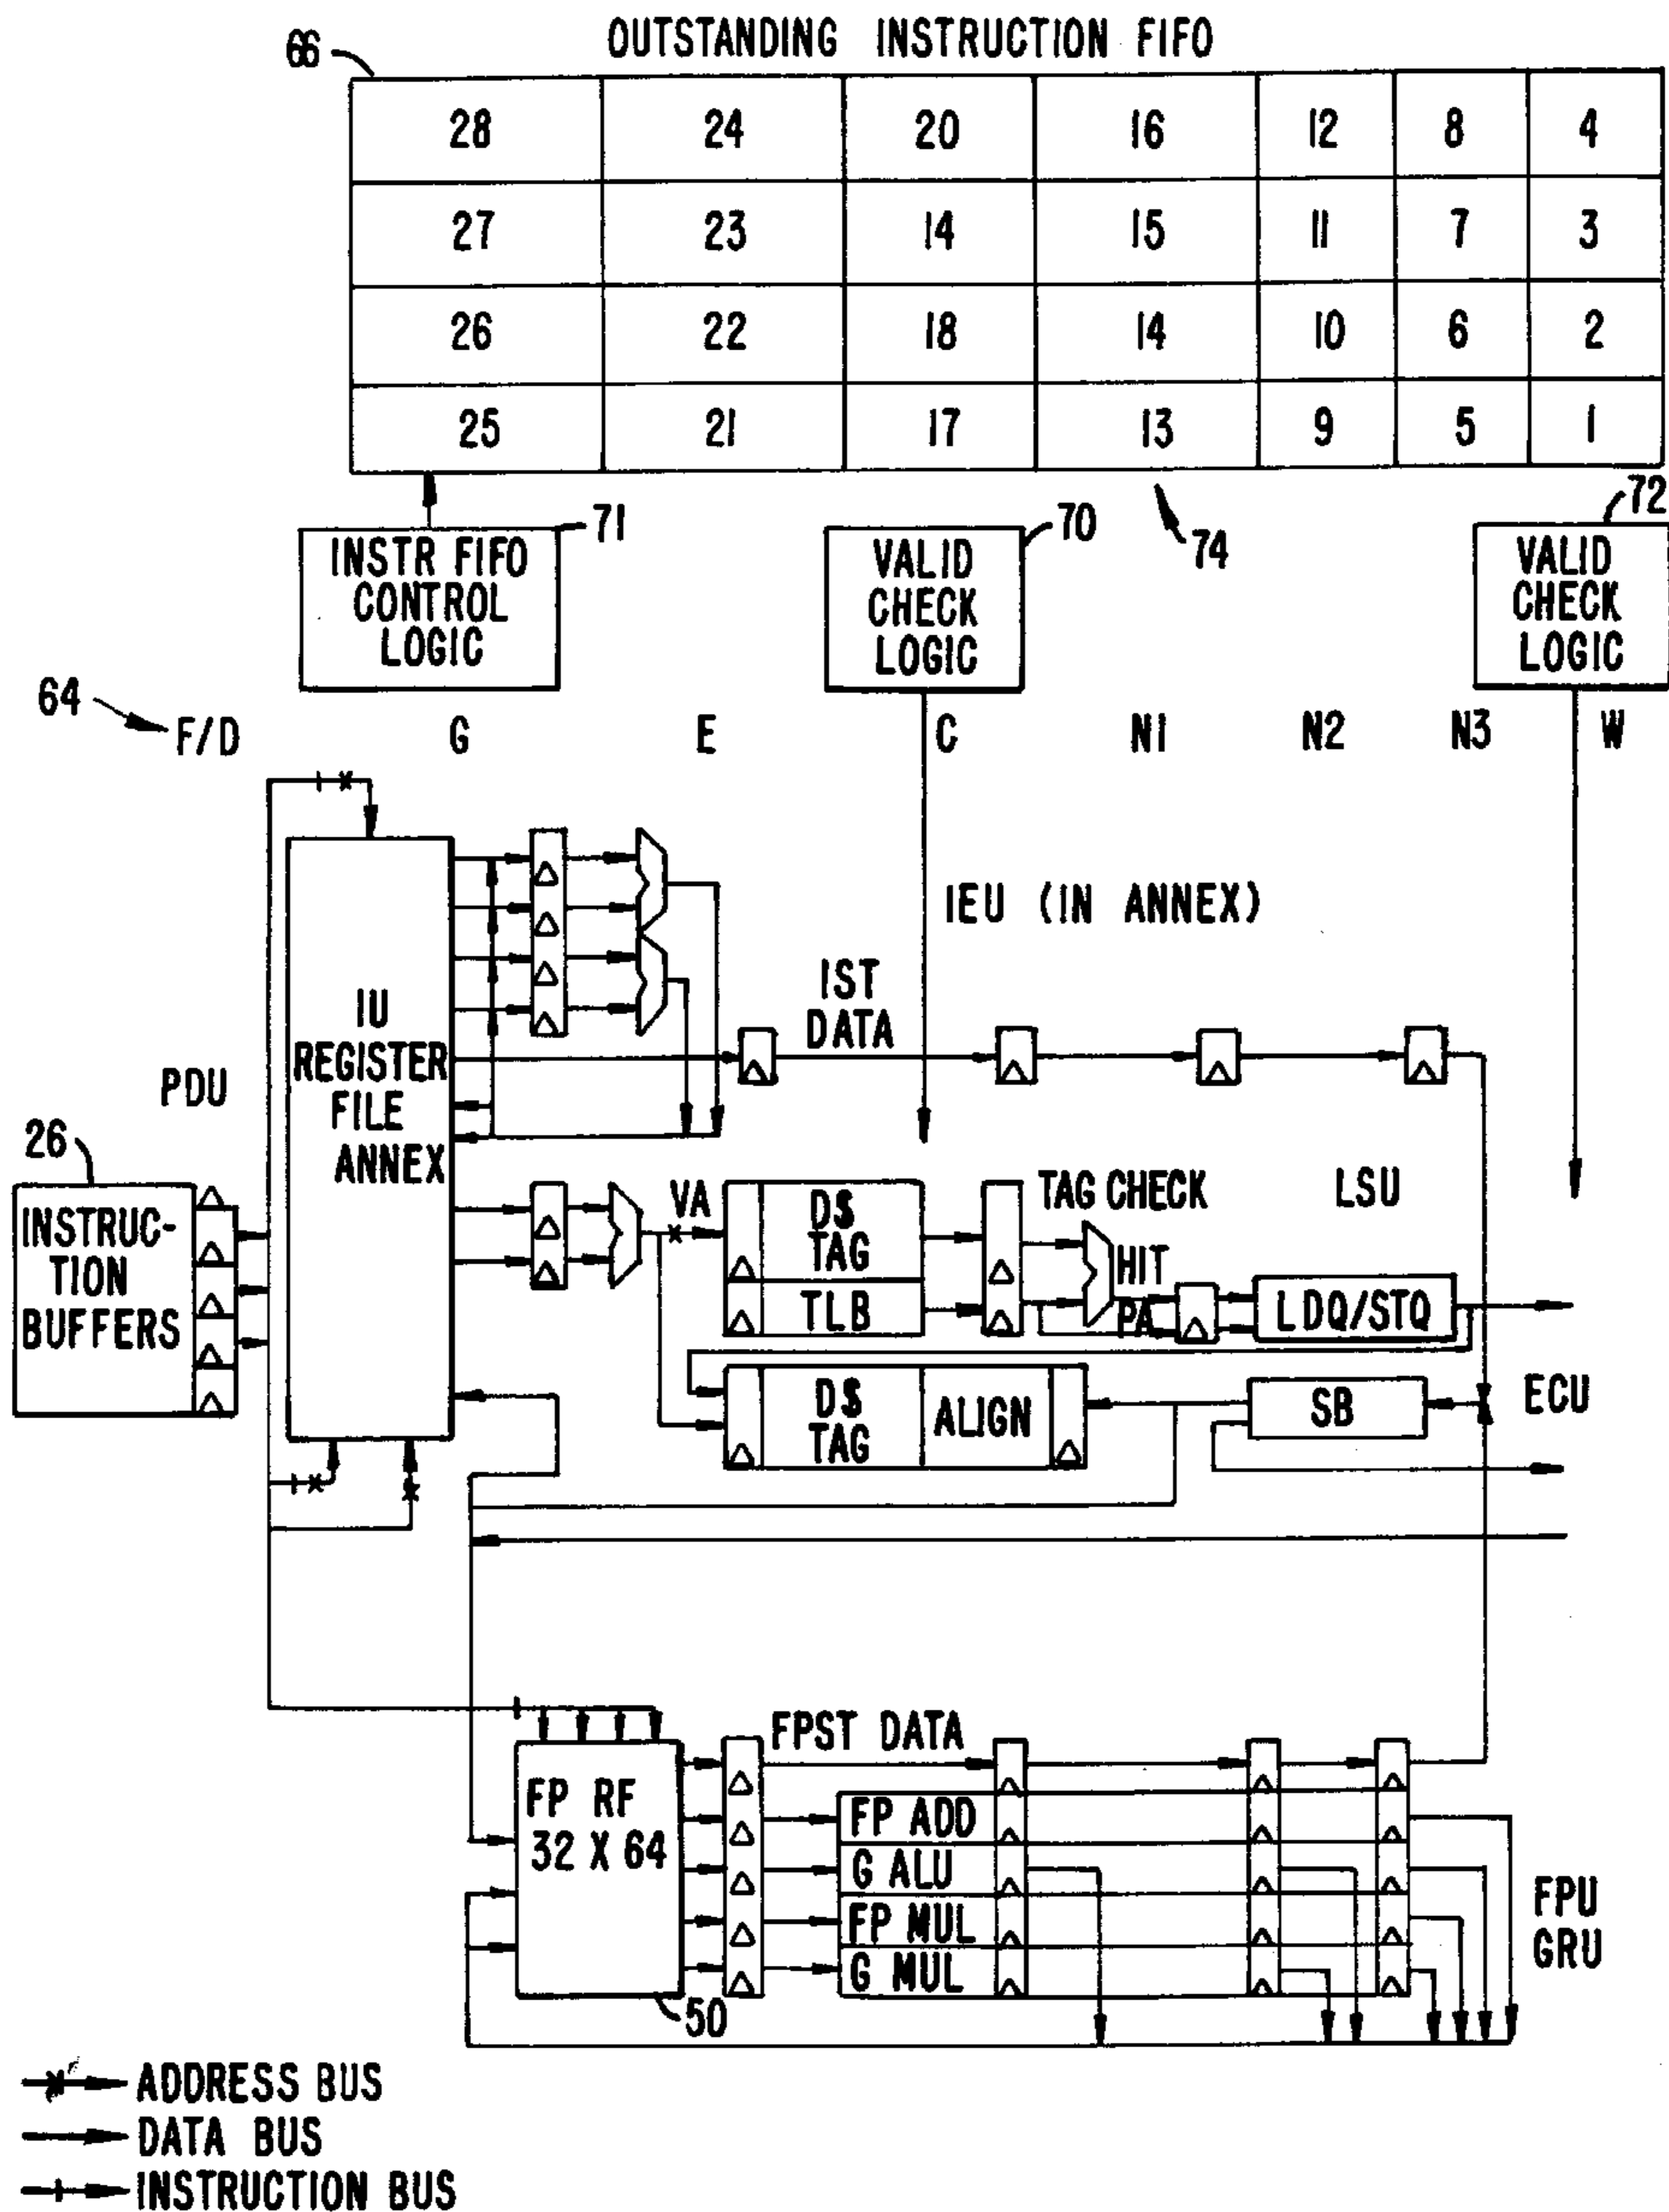 66
OUTSTANDING INSTRUCTION FIFO
28 24 20 16 12 8 4
27 23 14 15 11 7 3
26 22 18 14 10 6 2
25 21 17 13 9 5 1
INSTR FIFO
CONTROL
LOGIC
71
VALID
CHECK
LOGIC
70
74
VALID
CHECK
LOGIC
72
64
F/D G E C N1 N2 N3 W
IEU (IN ANNEX)
IST
DATA
IU
REGISTER
FILE
ANNEX
PDU
26
INSTRUC-
TION
BUFFERS
VA
D$
TAG
TLB
TAG CHECK
HIT
PA
LSU
LDQ/STQ
D$
TAG
ALIGN
SB
ECU
FP RF
32 X 64
50
FPST DATA
FP ADD
G ALU
FP MUL
G MUL
FPU
GRU
ADDRESS BUS
DATA BUS
INSTRUCTION BUS